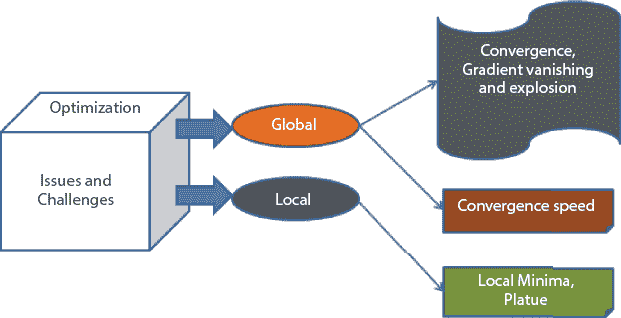 Optimization
Issues and
Challenges
Global
Local
Convergence,
Gradient vanishing
and explosion
Convergence speed
Local Minima,
Platue